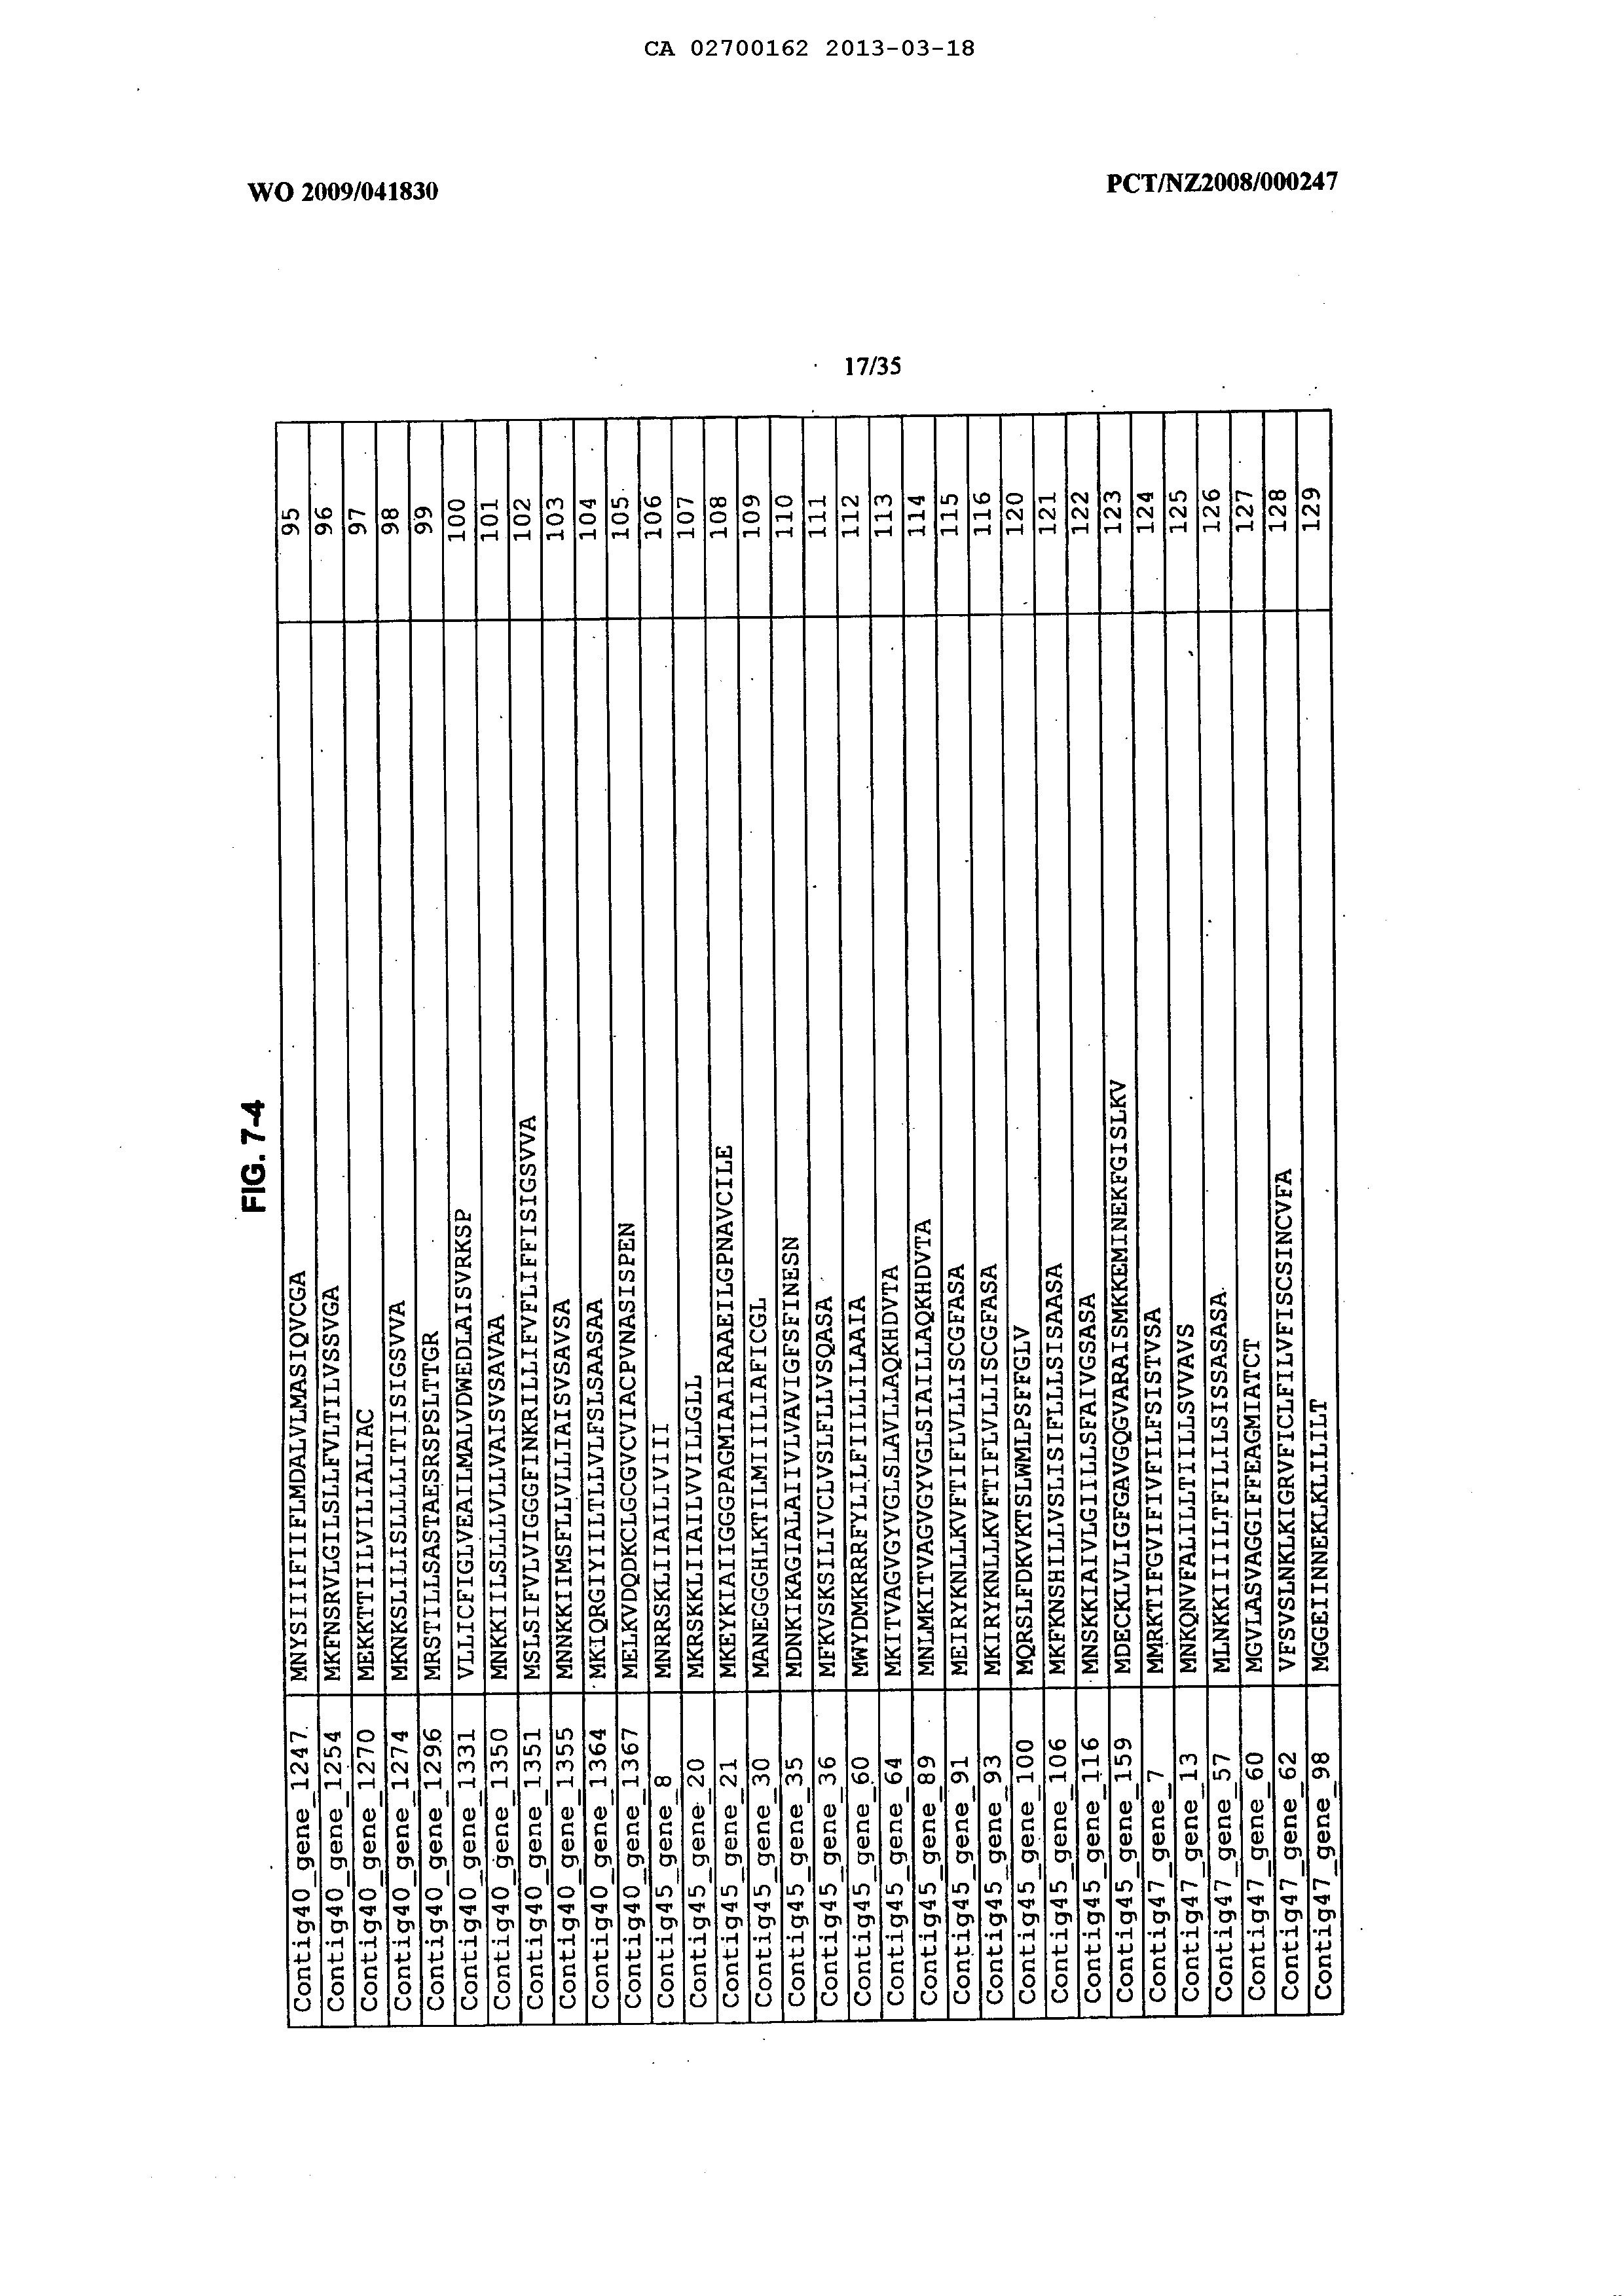 CA 02700162 2013-03-18
WO 2009/041830
PCT/NZ2008/000247
17/35
FIG. 7-4
Contig40_gene_1247 MNYSIIIFIIFLMDALVLMASIQVCGA 95
Contig40_gene_1254 MKFNSRVLGILSLLFVLTILVSSVGA 96
Contig40_gene_1270 MEKKTTIILVILIALIAC 97
Contig40_gene_1274 MKNKSLILISLLLLITIISIGSVVA 98
Contig40_gene_1296 MRSTILLSASTAESRSPSLTTGR 99
Contig40_gene_1331 VLLICFIGLVEAILMALVDWEDLAISVRKSP 100
Contig40_gene_1350 MNKKIILSLLLVLLVAISVSAVAA 101
Contig40_gene_1351 MSLSIFVLVIGGGFINKRILLIFVFLIFFISIGSVVA 102
Contig40_gene_1355 MNNKKIIMSFLLVLLIAISVSAVSA 103
Contig40_gene_1364 MKIQRGIYIILTLLVLFSLSAASAA 104
Contig40_gene_1367 MELKVDQDKCLGCGVCVIACPVNASISPEN 105
Contig45_gene_8 MNRRSKLIIAILIVIII 106
Contig45_gene_20 MKRSKKLIIAILVVILLGLL 107
Contig45_gene_21 MKEYKIAIIGGGPAGMIAAIRAAEILGPNAVCILE 108
Contig45_gene_30 MANEGGGHLKTILMIIILIAFICGL 109
Contig45_gene_35 MDNKIKAGIALAIIVLVAVIGFSFINESN 110
Contig45_gene_36 MFKVSKSILIVCLVSLFLLVSQASA 111
Contig45_gene_60 MWYDMKRRRFYLILFIILLILAAIA 112
Contig45_gene_64 MKITVAGVGYVGLSLAVLLAQKHDVTA 113
Contig45_gene_89 MNLMKITVAGVGYVGLSIAILLAQKHDVTA 114
Contig45_gene_91 MEIRYKNLLKVFTIFLVLLISCGFASA 115
Contig45_gene_93 MKIRYKNLLKVFTIFLVLLISCGFASA 116
Contig45_gene_100 MQRSLFDKVKTSLWMLPSFFGLV 120
Contig45_gene_106 MKFKNSHILLVSLLISIFLLLSISAASA 121
Contig45_gene_116 MNSKKIAIVLGIILLSFAIVGSASA 122
Contig45_gene_159 MDECKLVLIGFGAVGQGVARAISMKKEMINEKFGISLKV 123
Contig47_gene_7 MMRKTIFGVIFIVFILFSISTVSA 124
Contig47_gene_13 MNKQNVFALILLTIILLSVVAVS 125
Contig47_gene_57 MLNKKIIIILTFILILSISSASASA 126
Contig47_gene_60 MGVLASVAGGIFFEAGMIATCT 127
Contig47_gene_62 VFSVSLNKLKIGRVFICLFILVFISCSINCVFA 128
Contig47_gene_98 MGGEIINNEKLKLILILT 129